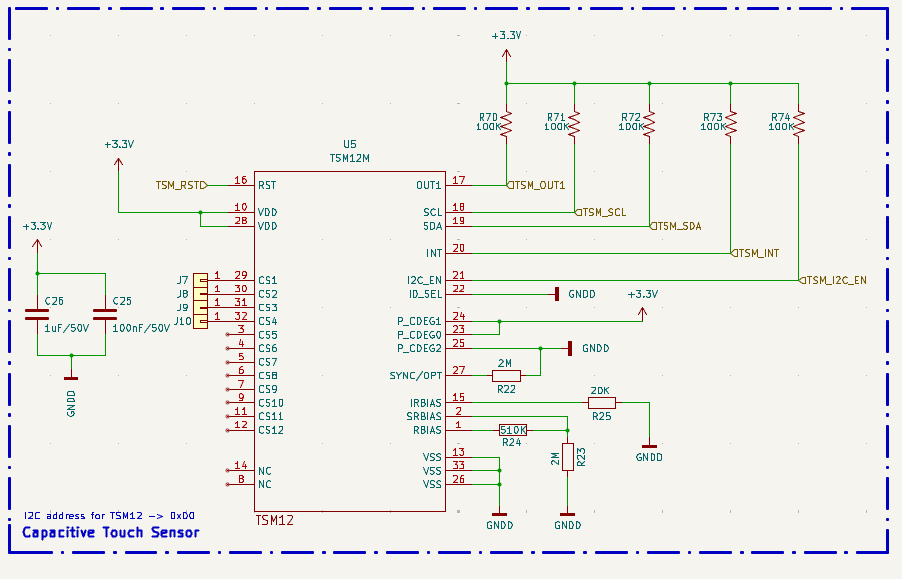 +3.3V
R70
100K
R71
100K
R72
100K
R73
100K
R74
100K
+3.3V
U5
TSM12M
TSM_RST
16
RST
OUT1
17
TSM_OUT1
10
VDD
SCL
18
TSM_SCL
28
VDD
SDA
19
TSM_SDA
+3.3V
INT
20
TSM_INT
J7
1
29
CS1
I2C_EN
21
TSM_I2C_EN
J8
1
30
CS2
ID_SEL
22
GNDD
+3.3V
C26
1uF/50V
C25
100nF/50V
J9
1
31
CS3
J10
1
32
CS4
P_CDEG1
24
3
CS5
P_CDEG0
23
4
CS6
P_CDEG2
25
GNDD
5
CS7
6
CS8
SYNC/OPT
27
2M
R22
7
CS9
9
CS10
IRBIAS
15
20K
R25
11
CS11
SRBIAS
2
12
CS12
RBIAS
1
510K
R24
2M
R23
GNDD
GNDD
VSS
13
14
NC
VSS
33
8
NC
VSS
26
GNDD
GNDD
TSM12
I2C address for TSM12 -> 0xD0
Capacitive Touch Sensor